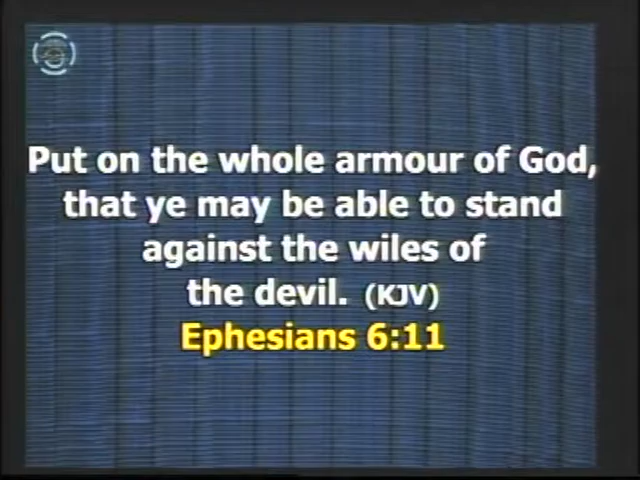 Put on the whole armour of God,
that ye may be able to stand
against the wiles of
the devil. (KJV)
Ephesians 6:11